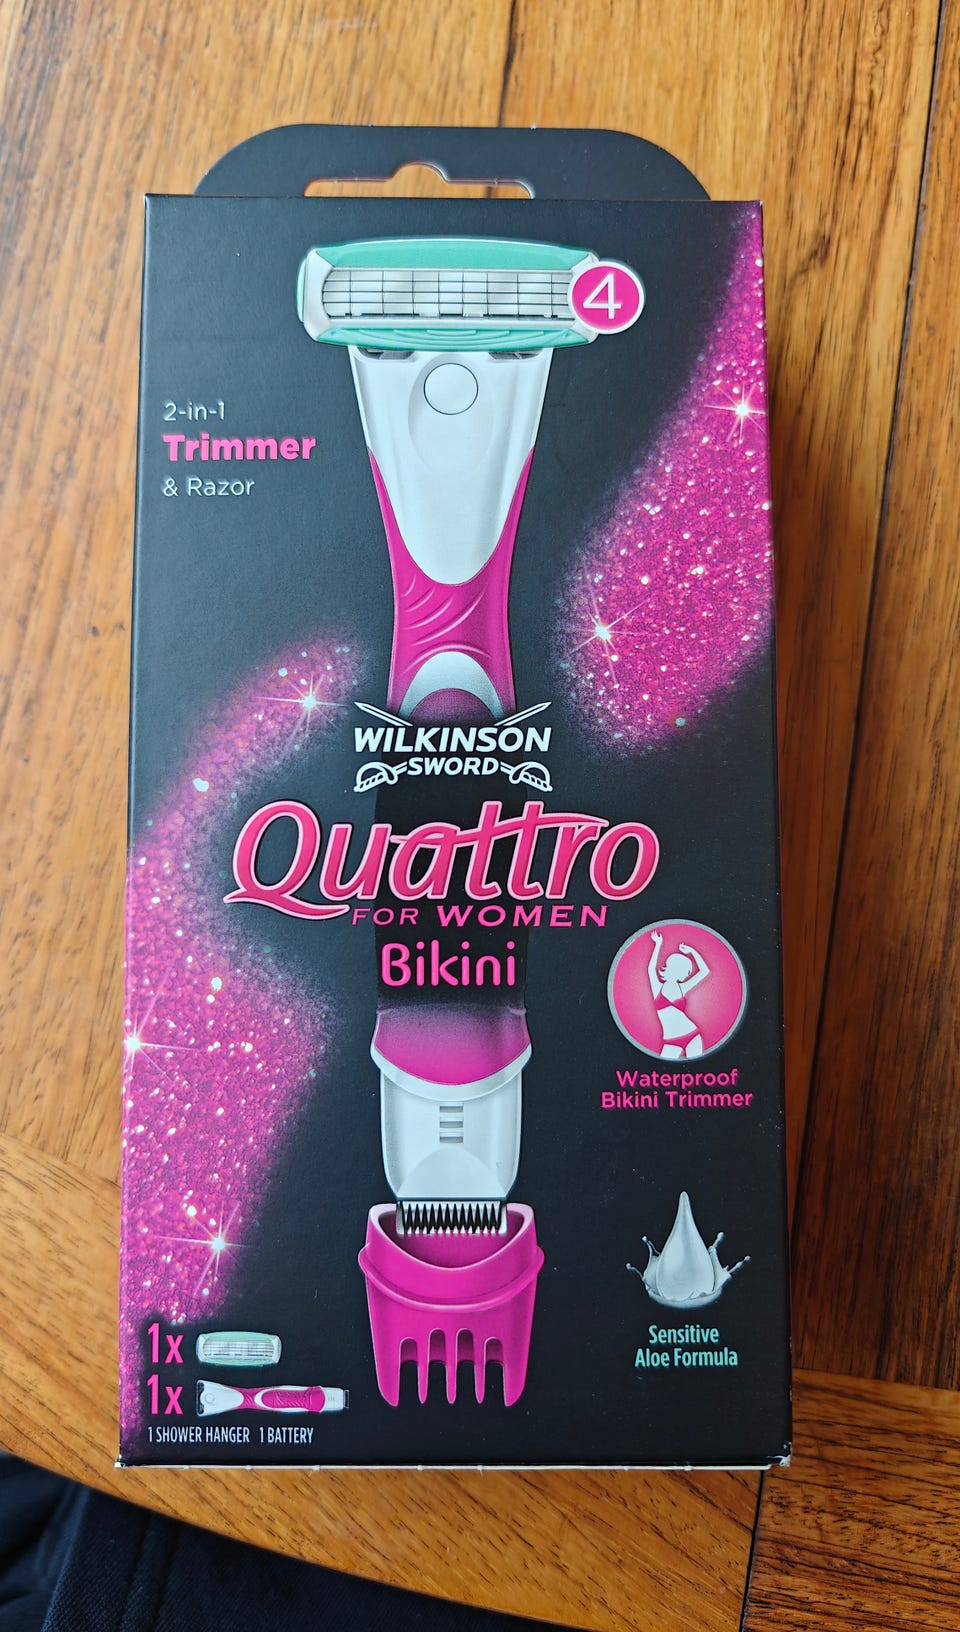 4
2-in-1
Trimmer
& Razor
WILKINSON
SWORD
Quattro
FOR WOMEN
Bikini
Waterproof
Bikini Trimmer
Sensitive
Aloe Formula
1x
1x
1 SHOWER HANGER 1 BATTERY